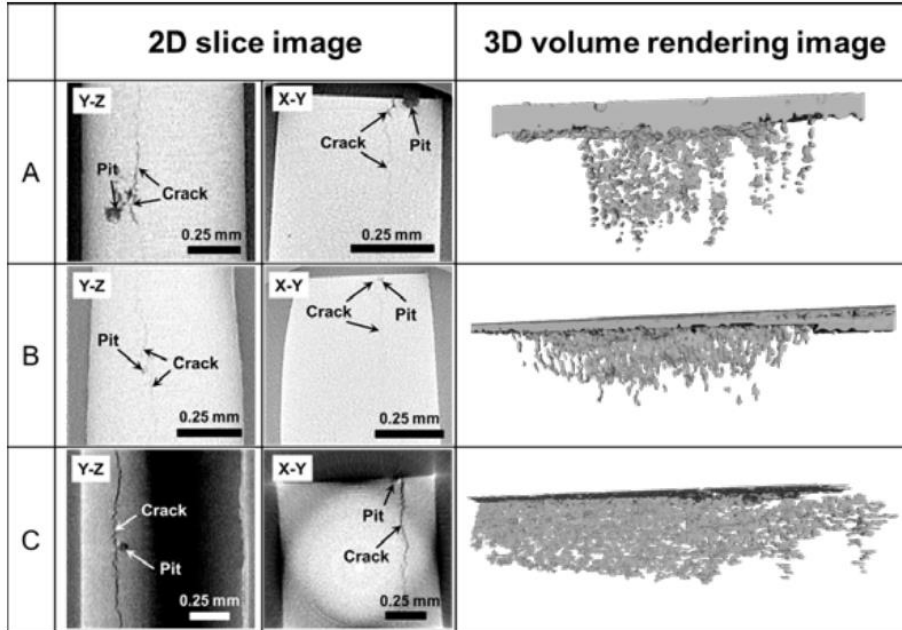 2D slice image
3D volume rendering image
A
Y-Z
Pit
Crack
0.25 mm
X-Y
Crack
Pit
0.25 mm
B
Y-Z
Pit
Crack
0.25 mm
X-Y
Crack
Pit
0.25 mm
C
Y-Z
Crack
Pit
0.25 mm
X-Y
Pit
Crack
0.25 mm